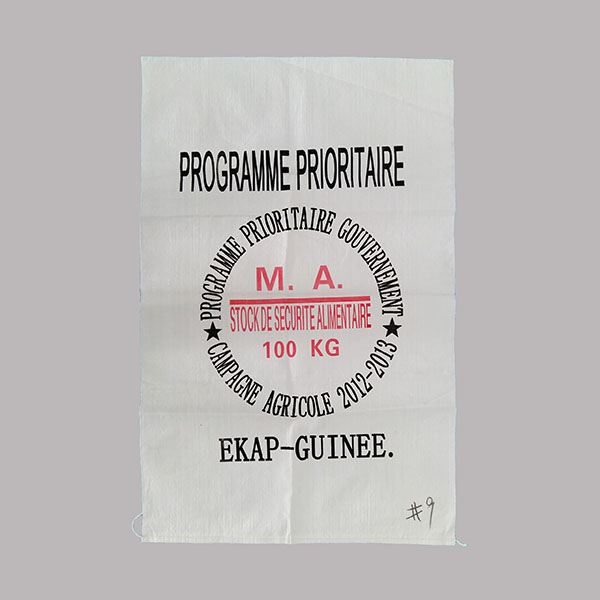 PROGRAMME PRIORITAIRE
PROGRAMME PRIORITAIRE GOUVERNEMENT
M. A.
STOCK DE SECURITE ALIMENTAIRE
100 KG
★ CAMPAGNE AGRICOLE 2012-2013 ★
EKAP-GUINEE.
#9